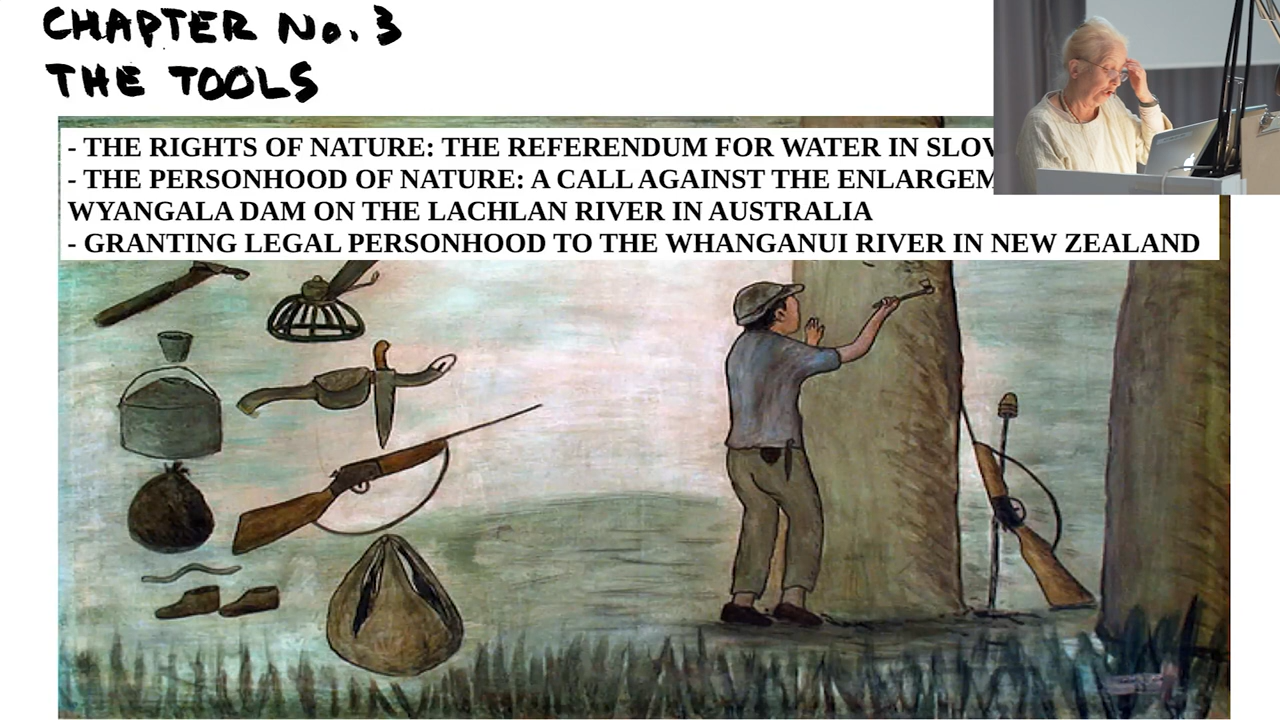 CHAPTER No. 3
THE TOOLS
- THE RIGHTS OF NATURE: THE REFERENDUM FOR WATER IN
- THE PERSONHOOD OF NATURE: A CALL AGAINST THE
WYANGALA DAM ON THE LACHLAN RIVER IN AUSTRALIA
- GRANTING LEGAL PERSONHOOD TO THE WHANGANUI RIVER IN NEW ZEALAND